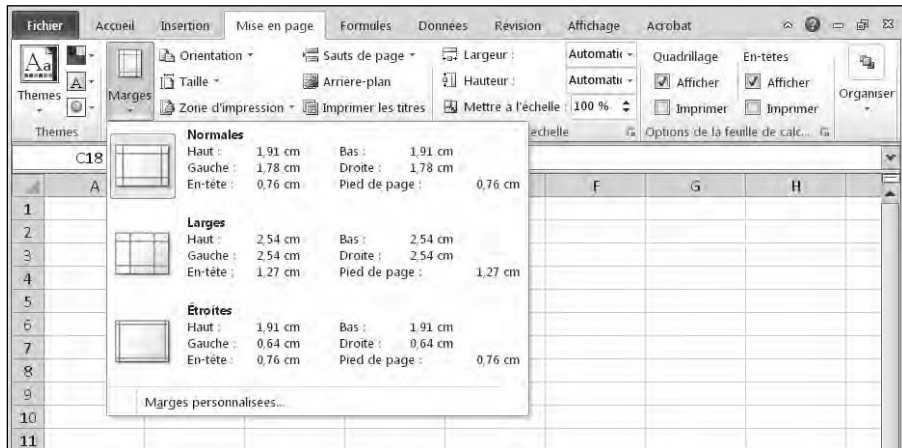 Fichier Accueil Insertion Mise en page Formules Données Révision Affichage Acrobat
Aa A Marges Orientation Sauts de page Largeur : Automatic Quadrillage En-têtes
Thèmes Taille Arrière-plan Hauteur : Automatic Afficher Afficher Organiser
Zone d'impression Imprimer les titres Mettre à l'échelle : 100 % Imprimer Imprimer
Thèmes echelle Options de la feuille de calc...
C18
A F G H
Normales
Haut : 1,91 cm Bas : 1,91 cm
Gauche : 1,78 cm Droite : 1,78 cm
En-tête : 0,76 cm Pied de page : 0,76 cm
Larges
Haut : 2,54 cm Bas : 2,54 cm
Gauche : 2,54 cm Droite : 2,54 cm
En-tête : 1,27 cm Pied de page : 1,27 cm
Étroites
Haut : 1,91 cm Bas : 1,91 cm
Gauche : 0,64 cm Droite : 0,64 cm
En-tête : 0,76 cm Pied de page : 0,76 cm
Marges personnalisées...
1
2
3
4
5
6
7
8
9
10
11